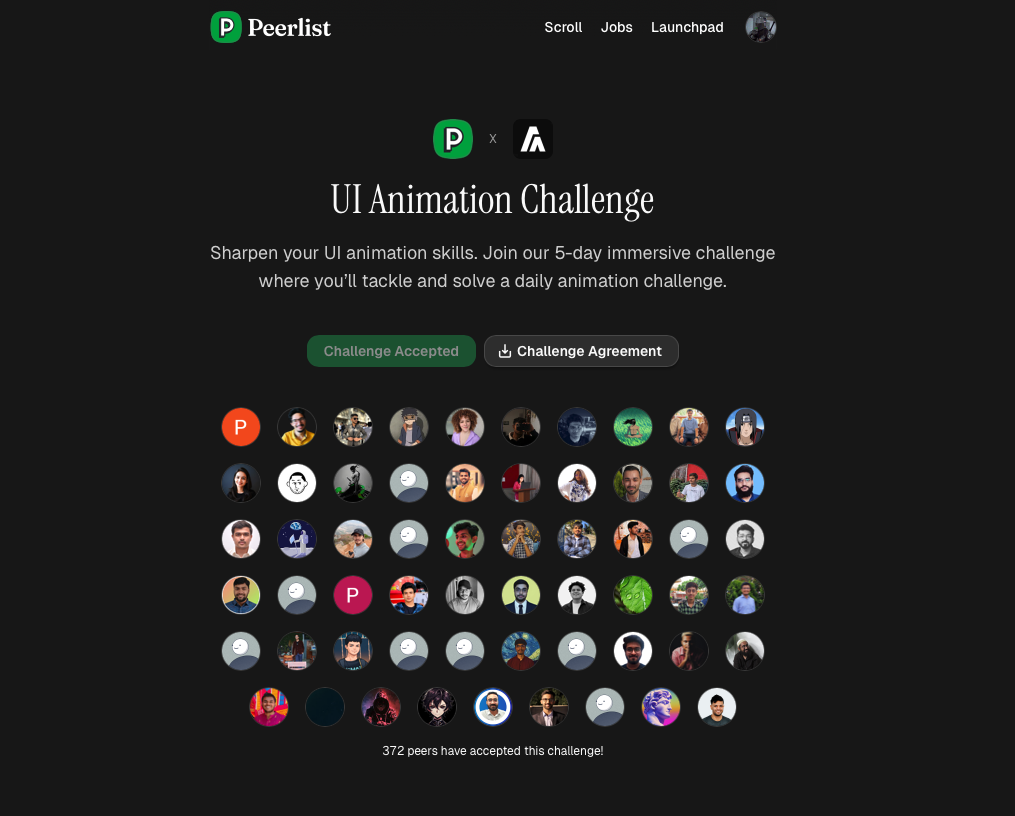 Peerlist
Scroll Jobs Launchpad
P x A
UI Animation Challenge
Sharpen your UI animation skills. Join our 5-day immersive challenge
where you’ll tackle and solve a daily animation challenge.
Challenge Accepted Challenge Agreement
P
P
372 peers have accepted this challenge!